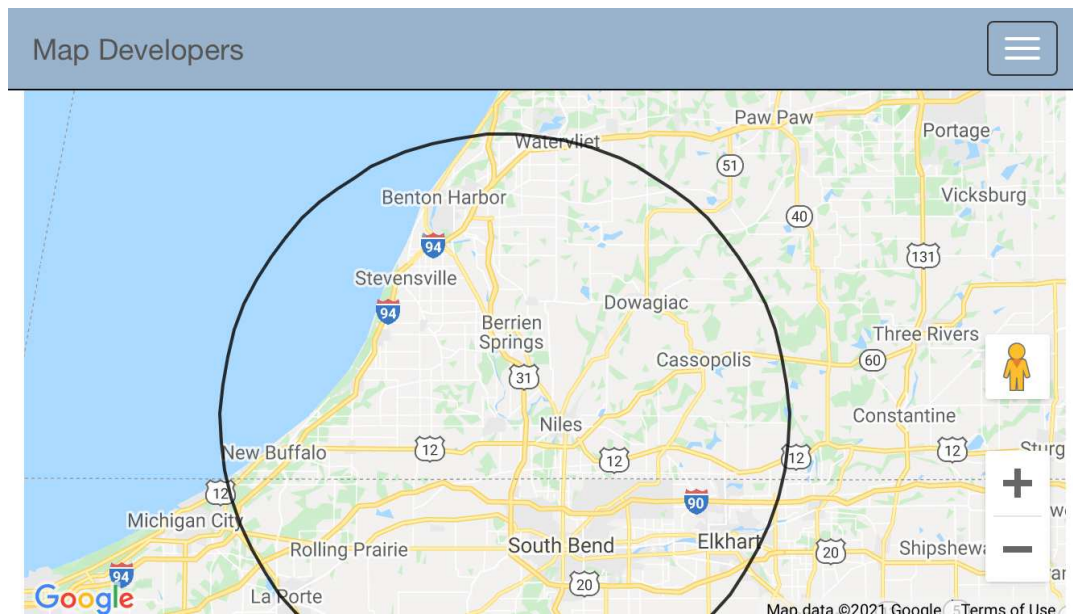 Map Developers
Paw Paw
Portage
Watervliet
51
Benton Harbor
Vicksburg
40
94
131
Stevensville
Dowagiac
94
Berrien
Springs
Three Rivers
Cassopolis
60
31
Constantine
Niles
New Buffalo
12
12
12
12
Sturg
12
90
Michigan City
Rolling Prairie
South Bend
Elkhart
20
Shipshewa
94
20
La Porte
Google
Map data ©2021 Google
Terms of Use